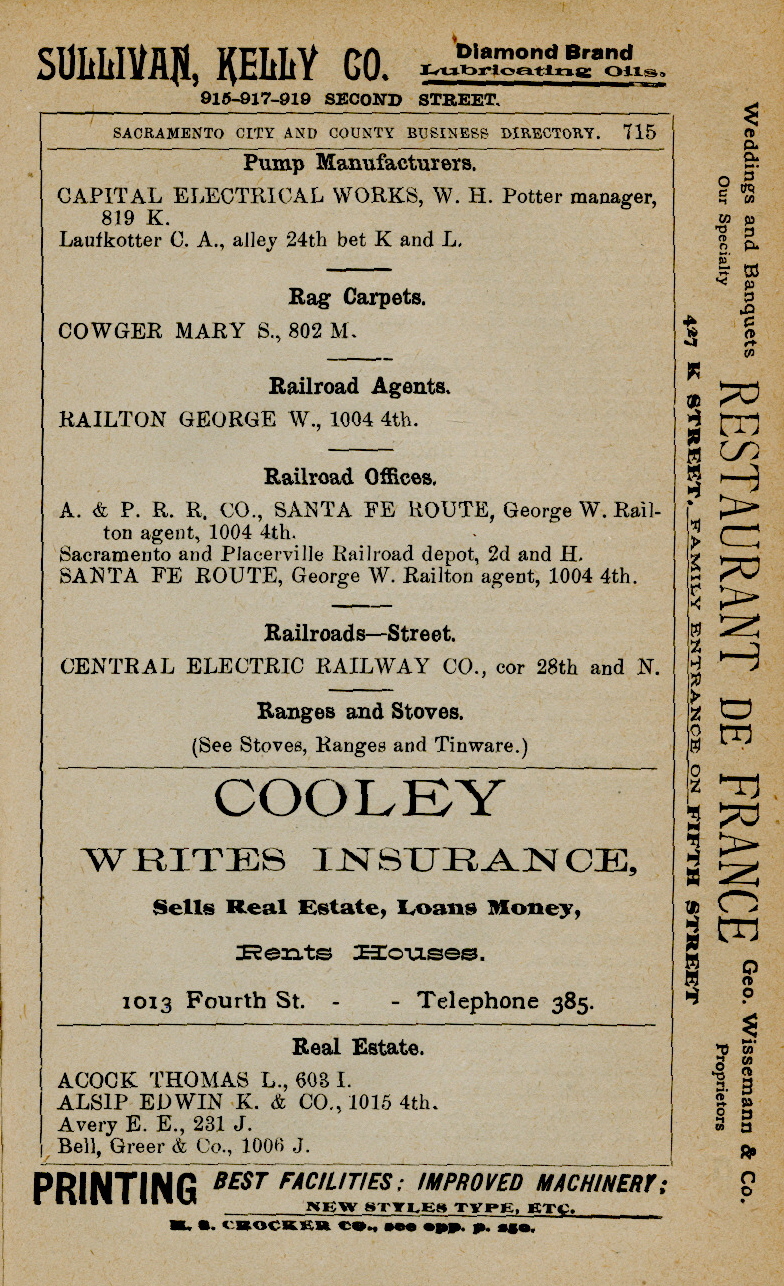 SULLIVAN, KELLY CO.
Diamond Brand
Lubricating Oils.
915-917-919 SECOND STREET.
SACRAMENTO CITY AND COUNTY BUSINESS DIRECTORY. 715
Pump Manufacturers.
CAPITAL ELECTRICAL WORKS, W. H. Potter manager,
819 K.
Laufkotter C. A., alley 24th bet K and L.
Rag Carpets.
COWGER MARY S., 802 M.
Railroad Agents.
RAILTON GEORGE W., 1004 4th.
Railroad Offices.
A. & P. R. R. CO., SANTA FE ROUTE, George W. Rail-
ton agent, 1004 4th.
Sacramento and Placerville Railroad depot, 2d and H.
SANTA FE ROUTE, George W. Railton agent, 1004 4th.
Railroads—Street.
CENTRAL ELECTRIC RAILWAY CO., cor 28th and N.
Ranges and Stoves.
(See Stoves, Ranges and Tinware.)
COOLEY
WRITES INSURANCE,
Sells Real Estate, Loans Money,
Rents Houses.
1013 Fourth St. - - Telephone 385.
Real Estate.
ACOCK THOMAS L., 603 I.
ALSIP EDWIN K. & CO., 1015 4th.
Avery E. E., 231 J.
Bell, Greer & Co., 1006 J.
PRINTING
BEST FACILITIES; IMPROVED MACHINERY;
NEW STYLES TYPE, ETC.
H. S. CROCKER CO., see opp. p.
Weddings and Banquets
Our Specialty
RESTAURANT DE FRANCE
Geo. Wissemann & Co.
Proprietors
427 K STREET. FAMILY ENTRANCE ON FIFTH STREET